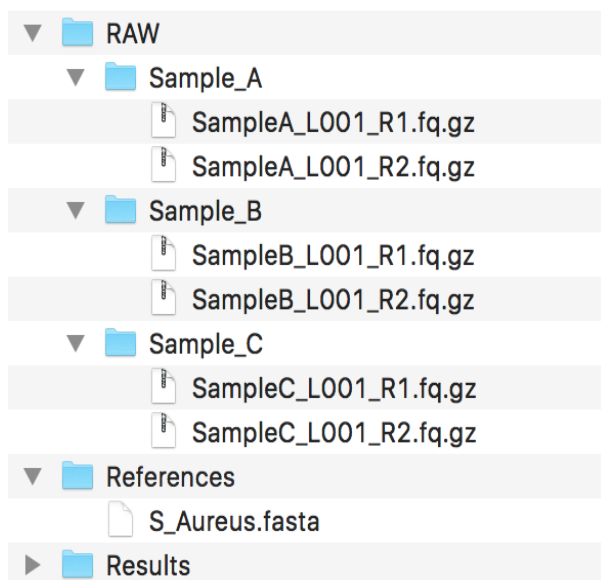 RAW
Sample_A
SampleA_L001_R1.fq.gz
SampleA_L001_R2.fq.gz
Sample_B
SampleB_L001_R1.fq.gz
SampleB_L001_R2.fq.gz
Sample_C
SampleC_L001_R1.fq.gz
SampleC_L001_R2.fq.gz
References
S_Aureus.fasta
Results